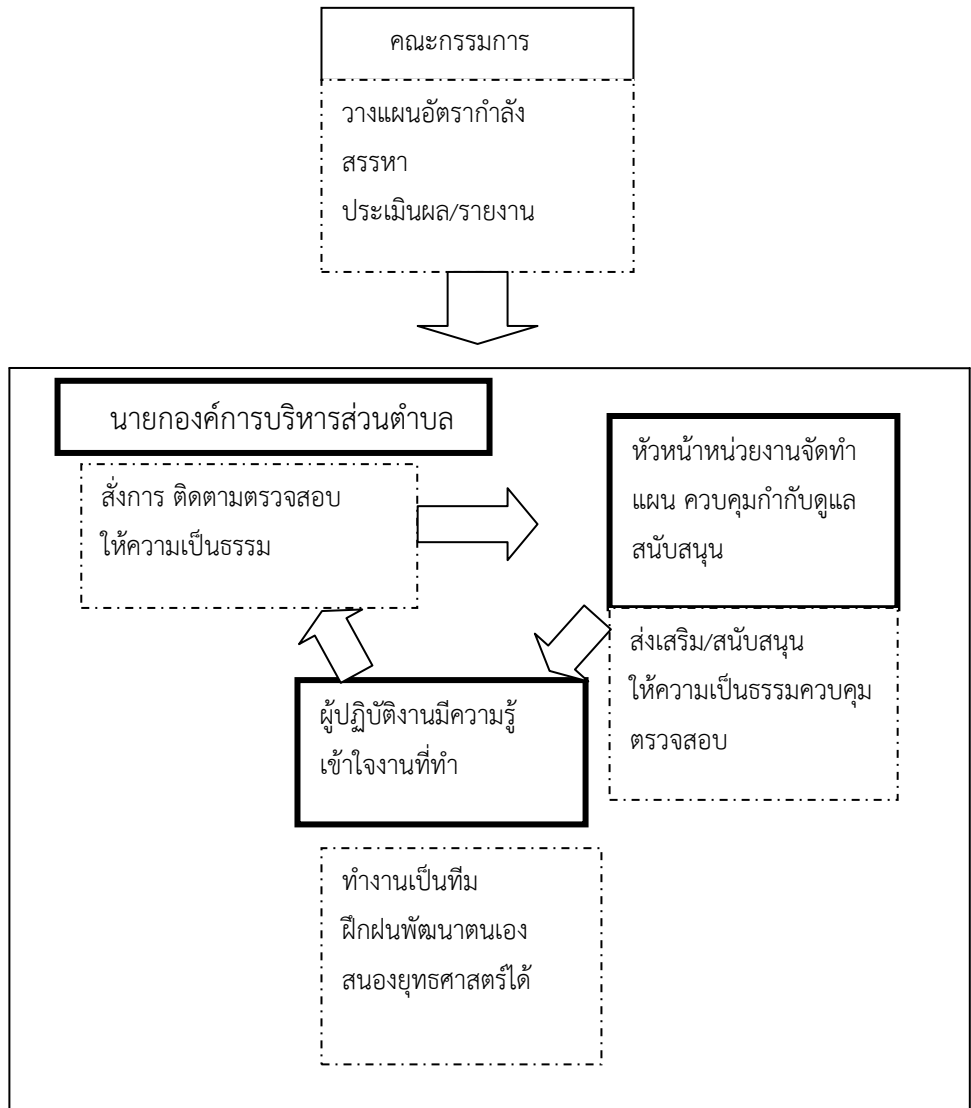 คณะกรรมการ
วางแผนอัตรากำลัง
สรรหา
ประเมินผล/รายงาน
นายกองค์การบริหารส่วนตำบล
สั่งการ ติดตามตรวจสอบ
ให้ความเป็นธรรม
หัวหน้าหน่วยงานจัดทำ
แผน ควบคุมกำกับดูแล
สนับสนุน
ส่งเสริม/สนับสนุน
ให้ความเป็นธรรมควบคุม
ตรวจสอบ
ผู้ปฏิบัติงานมีความรู้
เข้าใจงานที่ทำ
ทำงานเป็นทีม
ฝึกฝนพัฒนาตนเอง
สนองยุทธศาสตร์ได้